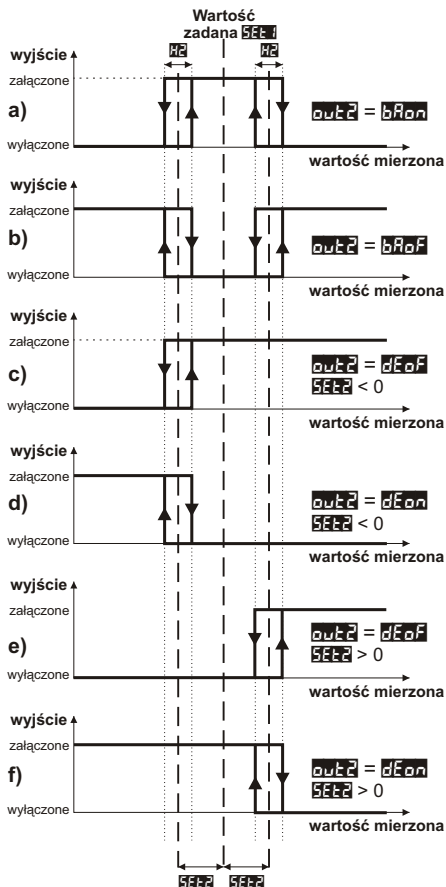 Wartość
zadana SEt1
H2 H2
wyjście
załączone
a)
out2 = bAon
wyłączone
wartość mierzona
wyjście
załączone
b)
out2 = bAoF
wyłączone
wartość mierzona
wyjście
załączone
c)
out2 = dEoF
SEt2 < 0
wyłączone
wartość mierzona
wyjście
załączone
d)
out2 = dEon
SEt2 < 0
wyłączone
wartość mierzona
wyjście
załączone
e)
out2 = dEoF
SEt2 > 0
wyłączone
wartość mierzona
wyjście
załączone
f)
out2 = dEon
SEt2 > 0
wyłączone
wartość mierzona
SEt2 SEt2